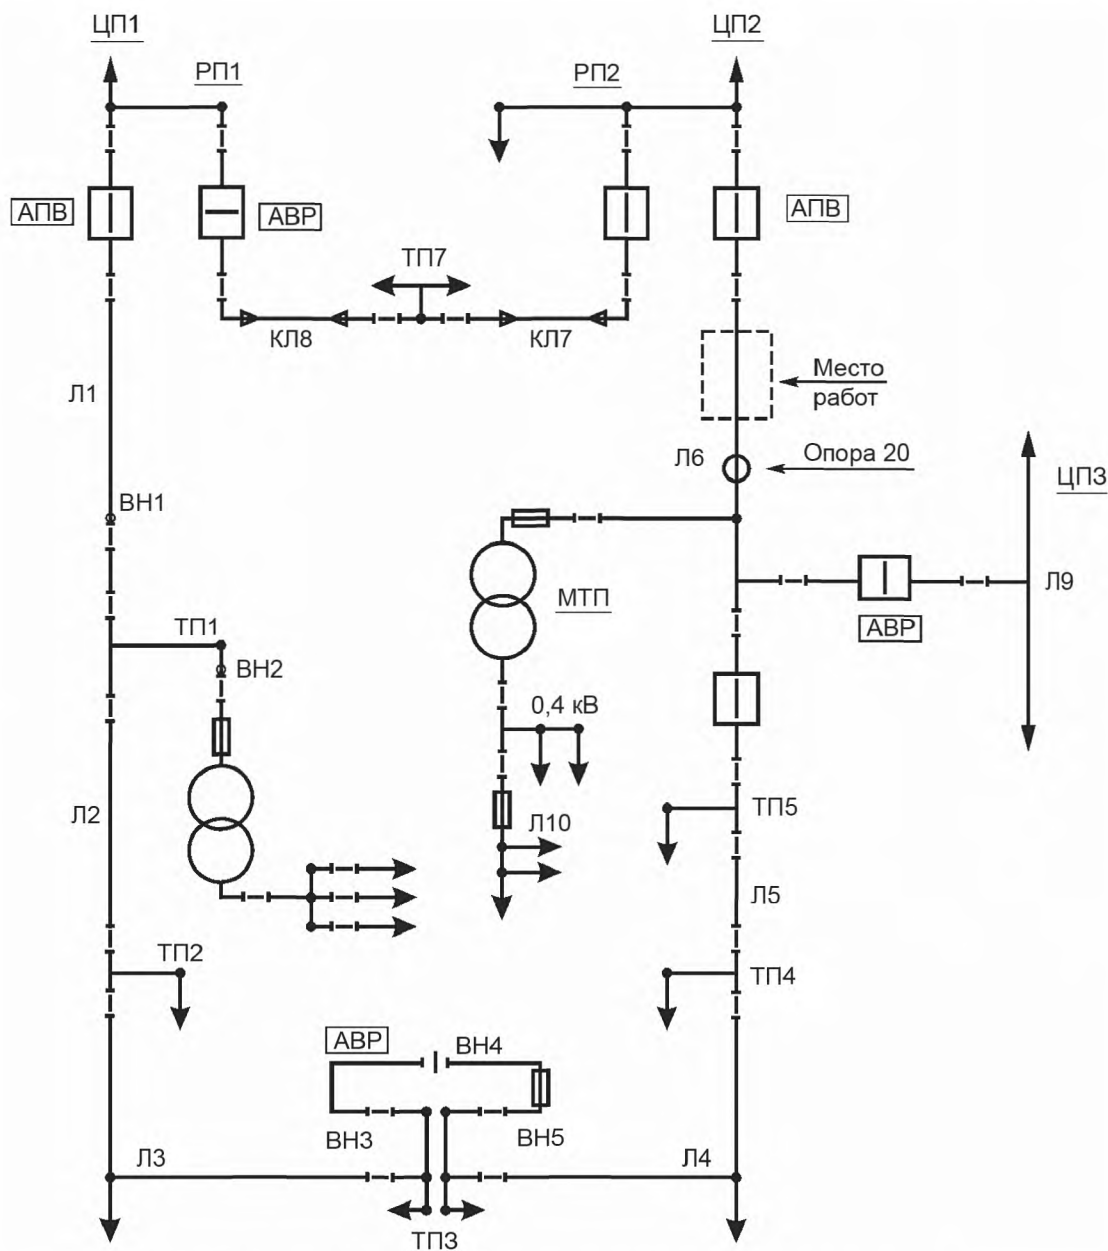 ЦП1
ЦП2
РП1
РП2
АПВ
АВР
АПВ
ТП7
КЛ8
КЛ7
Место
работ
Л1
Л6
Опора 20
ЦП3
ВН1
МТП
Л9
АВР
ТП1
ВН2
0,4 кВ
Л2
Л10
ТП5
Л5
ТП2
ТП4
АВР
ВН4
ВН3
ВН5
Л3
Л4
ТП3